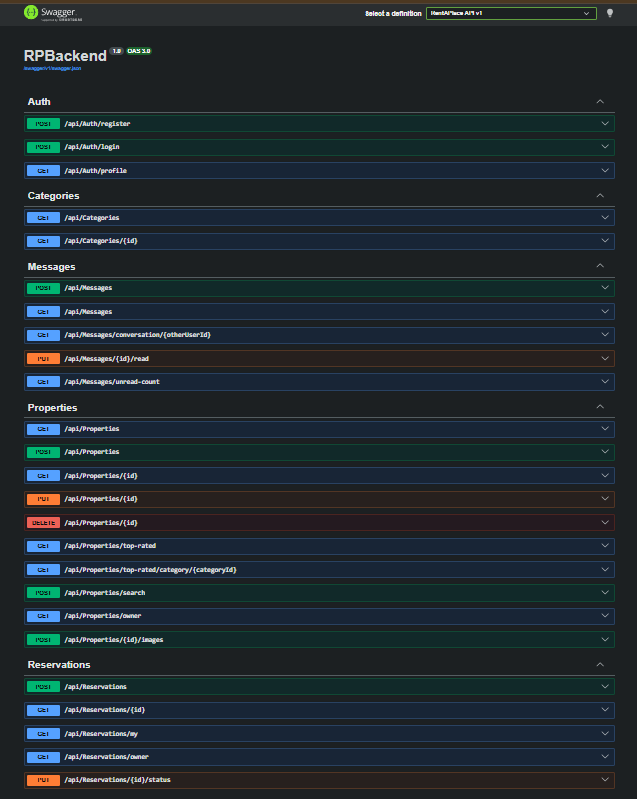 Swagger
Select a definition
RentAPlace API v1
RPBackend 1.0 OAS 3.0
/swagger/v1/swagger.json
Auth
POST /api/Auth/register
POST /api/Auth/login
GET /api/Auth/profile
Categories
GET /api/Categories
GET /api/Categories/{id}
Messages
POST /api/Messages
GET /api/Messages
GET /api/Messages/conversation/{otherUserId}
PUT /api/Messages/{id}/read
GET /api/Messages/unread-count
Properties
GET /api/Properties
POST /api/Properties
GET /api/Properties/{id}
PUT /api/Properties/{id}
DELETE /api/Properties/{id}
GET /api/Properties/top-rated
GET /api/Properties/top-rated/category/{categoryId}
POST /api/Properties/search
GET /api/Properties/owner
POST /api/Properties/{id}/images
Reservations
POST /api/Reservations
GET /api/Reservations/{id}
GET /api/Reservations/my
GET /api/Reservations/owner
PUT /api/Reservations/{id}/status